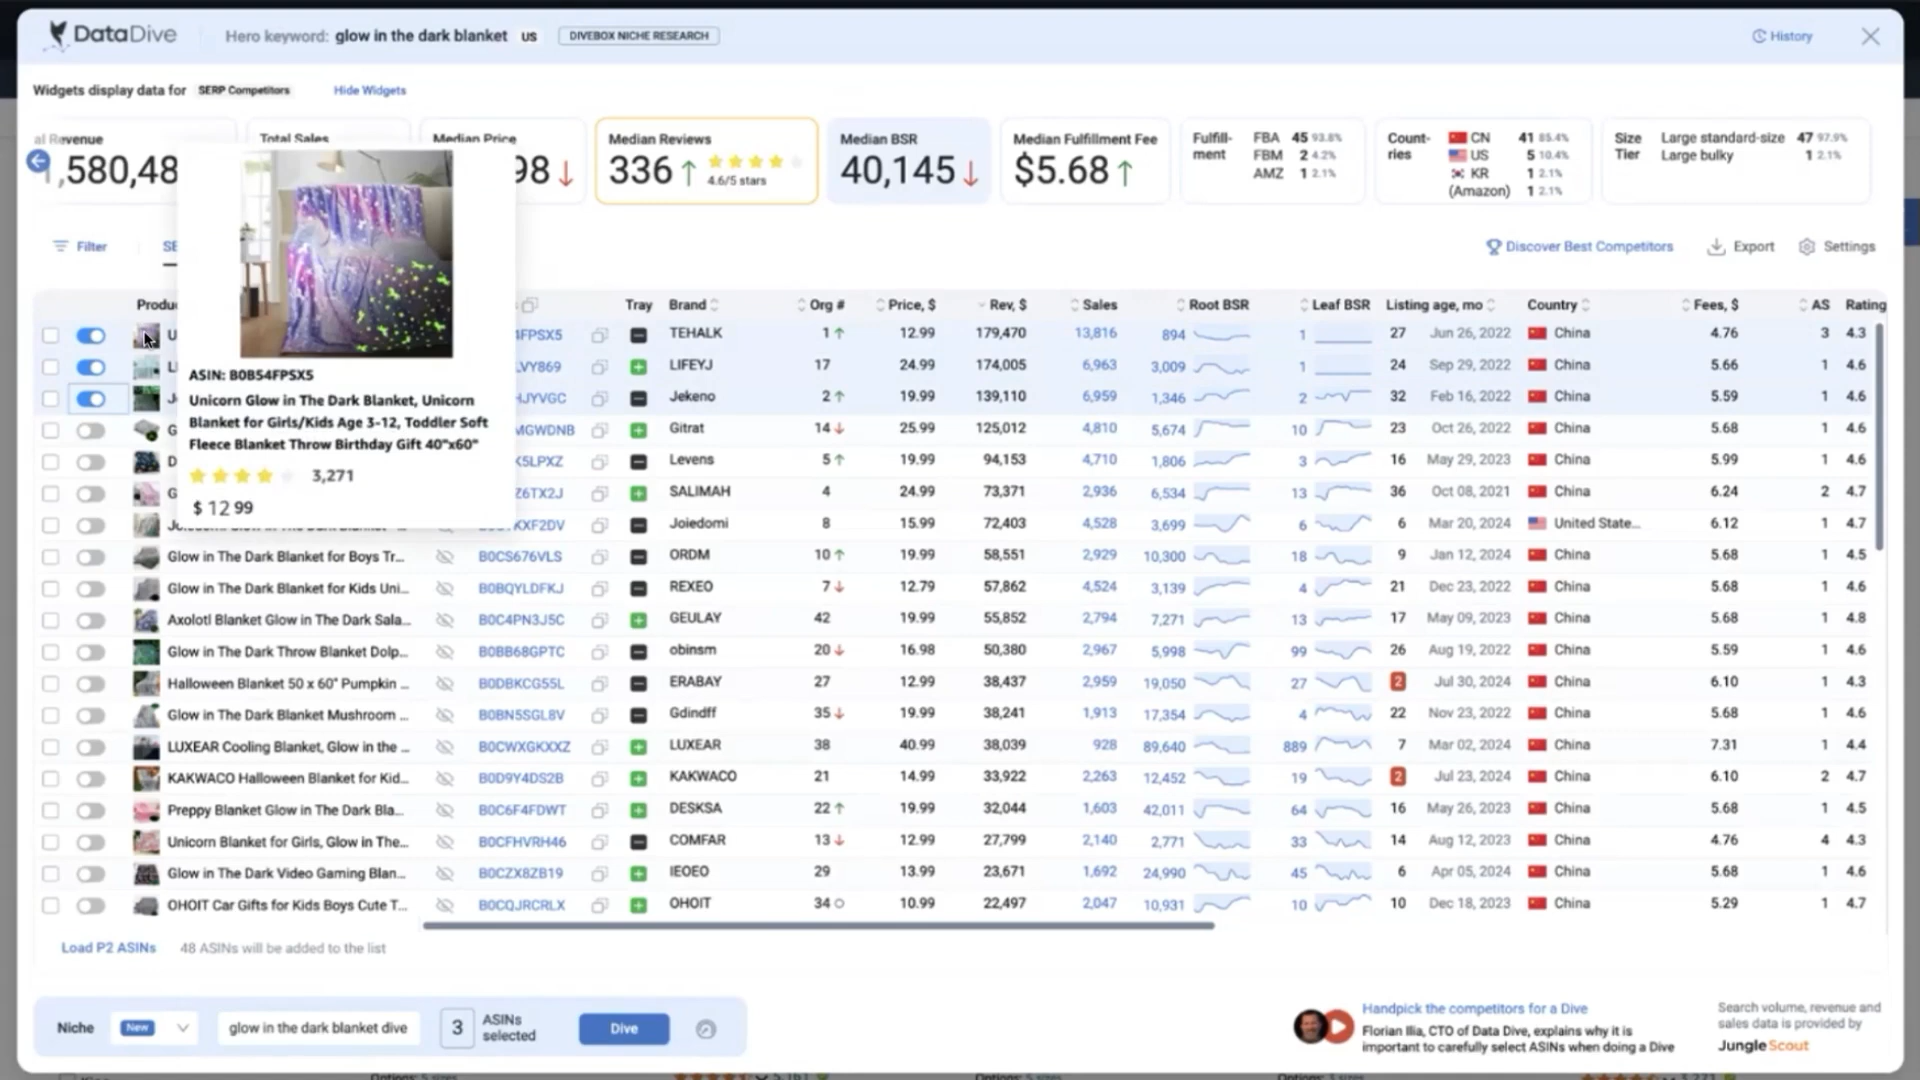 DataDive
Hero keyword: glow in the dark blanket US DIVEBOX NICHE RESEARCH History
Widgets display data for SERP Competitors Hide Widgets
al Revenue Total Sales Median Price Median Reviews Median BSR Median Fulfillment Fee
,580,48 98 ↓ 336 ↑ 4.6/5 stars 40,145 ↓ $5.68 ↑
Fulfill-
ment
FBA 45 93.8%
FBM 2 4.2%
AMZ 1 2.1%
Count-
ries
CN 41 85.4%
US 5 10.4%
KR 1 2.1%
(Amazon) 1 2.1%
Size
Tier
Large standard-size 47 97.9%
Large bulky 1 2.1%
Filter SE Discover Best Competitors Export Settings
Produ Tray Brand Org # Price, $ Rev, $ Sales Root BSR Leaf BSR Listing age, mo Country Fees, $ AS Rating
U 4FPSX5 TEHALK 1 ↑ 12.99 179,470 13,816 894 1 27 Jun 26, 2022 China 4.76 3 4.3
L LVY869 LIFEYJ 17 24.99 174,005 6,963 3,009 1 24 Sep 29, 2022 China 5.66 1 4.6
HJYVGC Jekeno 2 ↑ 19.99 139,110 6,959 1,346 2 32 Feb 16, 2022 China 5.59 1 4.6
G MGWDNB Gitrat 14 ↓ 25.99 125,012 4,810 5,674 10 23 Oct 26, 2022 China 5.68 1 4.6
D K5LPXZ Levens 5 ↑ 19.99 94,153 4,710 1,806 3 16 May 29, 2023 China 5.99 1 4.6
G Z6TX2J SALIMAH 4 24.99 73,371 2,936 6,534 13 36 Oct 08, 2021 China 6.24 2 4.7
KXF2DV Joiedomi 8 15.99 72,403 4,528 3,699 6 6 Mar 20, 2024 United State... 6.12 1 4.7
ASIN: B0B54FPSX5
Unicorn Glow in The Dark Blanket, Unicorn
Blanket for Girls/Kids Age 3-12, Toddler Soft
Fleece Blanket Throw Birthday Gift 40"x60"
3,271
$ 12 99
Glow in The Dark Blanket for Boys Tr... B0CS676VLS ORDM 10 ↑ 19.99 58,551 2,929 10,300 18 9 Jan 12, 2024 China 5.68 1 4.5
Glow in The Dark Blanket for Kids Uni... B0BQYLDFKJ REXEO 7 ↓ 12.79 57,862 4,524 3,139 4 21 Dec 23, 2022 China 5.68 1 4.6
Axolotl Blanket Glow in The Dark Sala... B0C4PN3J5C GEULAY 42 19.99 55,852 2,794 7,271 13 17 May 09, 2023 China 5.68 1 4.8
Glow in The Dark Throw Blanket Dolp... B0BB68GPTC obinsm 20 ↓ 16.98 50,380 2,967 5,998 99 26 Aug 19, 2022 China 5.59 1 4.6
Halloween Blanket 50 x 60" Pumpkin ... B0DBKCG55L ERABAY 27 12.99 38,437 2,959 19,050 27 2 Jul 30, 2024 China 6.10 1 4.3
Glow in The Dark Blanket Mushroom ... B0BN5SGL8V Gdindff 35 ↓ 19.99 38,241 1,913 17,354 4 22 Nov 23, 2022 China 5.68 1 4.6
LUXEAR Cooling Blanket, Glow in the ... B0CWXGKXXZ LUXEAR 38 40.99 38,039 928 89,640 889 7 Mar 02, 2024 China 7.31 1 4.4
KAKWACO Halloween Blanket for Kid... B0D9Y4DS2B KAKWACO 21 14.99 33,922 2,263 12,452 19 2 Jul 23, 2024 China 6.10 2 4.7
Preppy Blanket Glow in The Dark Bla... B0C6F4FDWT DESKSA 22 ↑ 19.99 32,044 1,603 42,011 64 16 May 26, 2023 China 5.68 1 4.5
Unicorn Blanket for Girls, Glow in The... B0CFHVRH46 COMFAR 13 ↓ 12.99 27,799 2,140 2,771 33 14 Aug 12, 2023 China 4.76 4 4.3
Glow in The Dark Video Gaming Blan... B0CZX8ZB19 IEOEO 29 13.99 23,671 1,692 24,990 45 6 Apr 05, 2024 China 5.68 1 4.6
OHOIT Car Gifts for Kids Boys Cute T... B0CQJRCRLX OHOIT 34 10.99 22,497 2,047 10,931 10 10 Dec 18, 2023 China 5.29 1 4.7
Load P2 ASINs 48 ASINs will be added to the list
Niche New glow in the dark blanket dive 3 ASINs
selected Dive
Handpick the competitors for a Dive
Florian Ilia, CTO of Data Dive, explains why it is
important to carefully select ASINs when doing a Dive
Search volume, revenue and
sales data is provided by
Jungle Scout